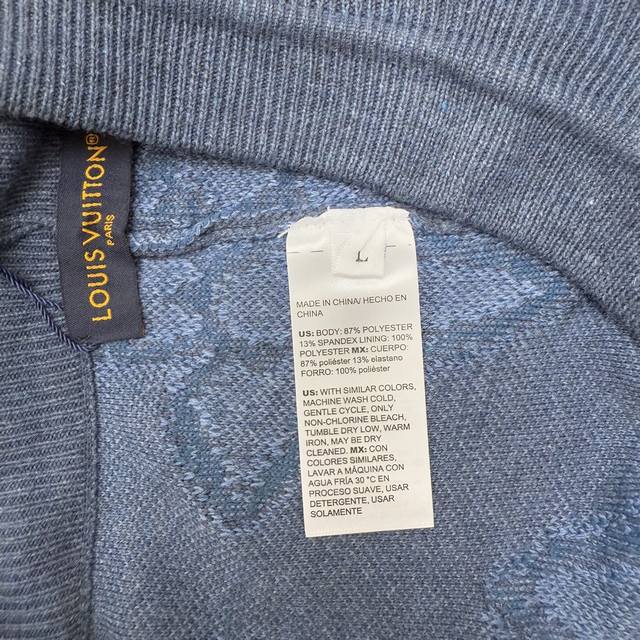 LOUIS VUITTON®
PARIS
L
MADE IN CHINA/ HECHO EN
CHINA
US: BODY: 87% POLYESTER
13% SPANDEX LINING: 100%
POLYESTER MX: CUERPO:
87% poliéster 13% elastano
FORRO: 100% poliéster
US: WITH SIMILAR COLORS,
MACHINE WASH COLD,
GENTLE CYCLE, ONLY
NON-CHLORINE BLEACH,
TUMBLE DRY LOW, WARM
IRON, MAY BE DRY
CLEANED. MX: CON
COLORES SIMILARES,
LAVAR A MÁQUINA CON
AGUA FRÍA 30 °C EN
PROCESO SUAVE, USAR
DETERGENTE, USAR
SOLAMENTE